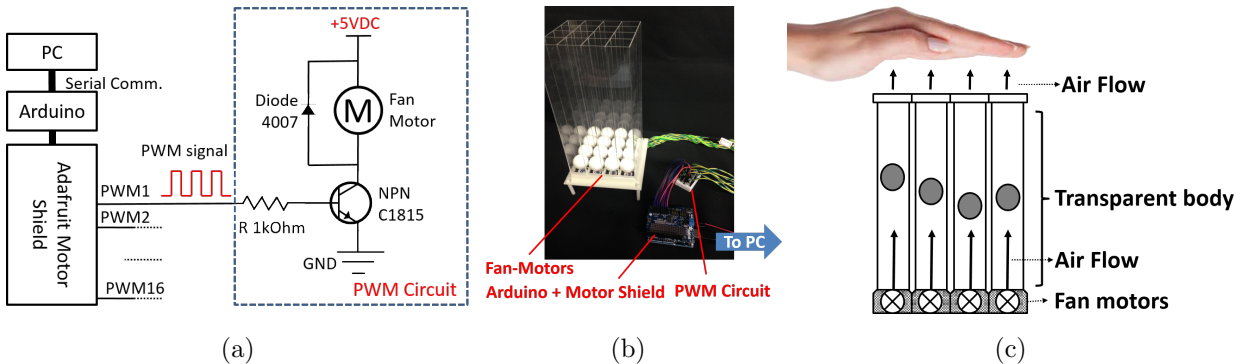 PC
Serial Comm.
Arduino
Adafruit Motor
Shield
PWM signal
PWM1
PWM2
PWM16
R 1kOhm
+5VDC
Diode
4007
M
Fan
Motor
NPN
C1815
GND
PWM Circuit
(a)
To PC
Fan-Motors
Arduino + Motor Shield
PWM Circuit
(b)
Air Flow
Transparent body
Air Flow
Fan motors
(c)